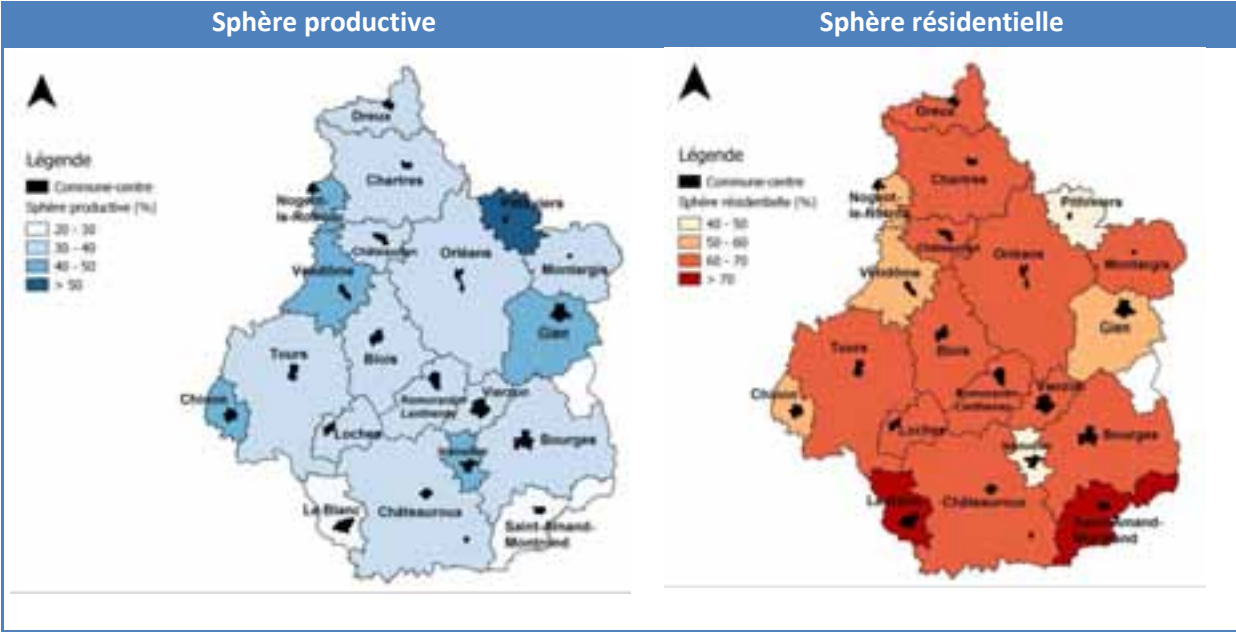 Sphère productive
Sphère résidentielle
Légende
Commune-centre
Sphère productive (%)
20 - 30
30 - 40
40 - 50
> 50
Dreux
Chartres
Nogent-
le-Rotrou
Pithiviers
Châteaudun
Orléans
Montargis
Vendôme
Gien
Blois
Tours
Romorantin
Lanthenay
Vierzon
Chinon
Loches
Bourges
Issoudun
Le Blanc
Châteauroux
Saint-Amand-
Montrond
Légende
Commune-centre
Sphère résidentielle (%)
40 - 50
50 - 60
60 - 70
> 70
Dreux
Chartres
Nogent-
le-Rotrou
Pithiviers
Châteaudun
Orléans
Montargis
Vendôme
Gien
Blois
Tours
Romorantin
Lanthenay
Vierzon
Chinon
Loches
Bourges
Issoudun
Le Blanc
Châteauroux
Saint-Amand-
Montrond